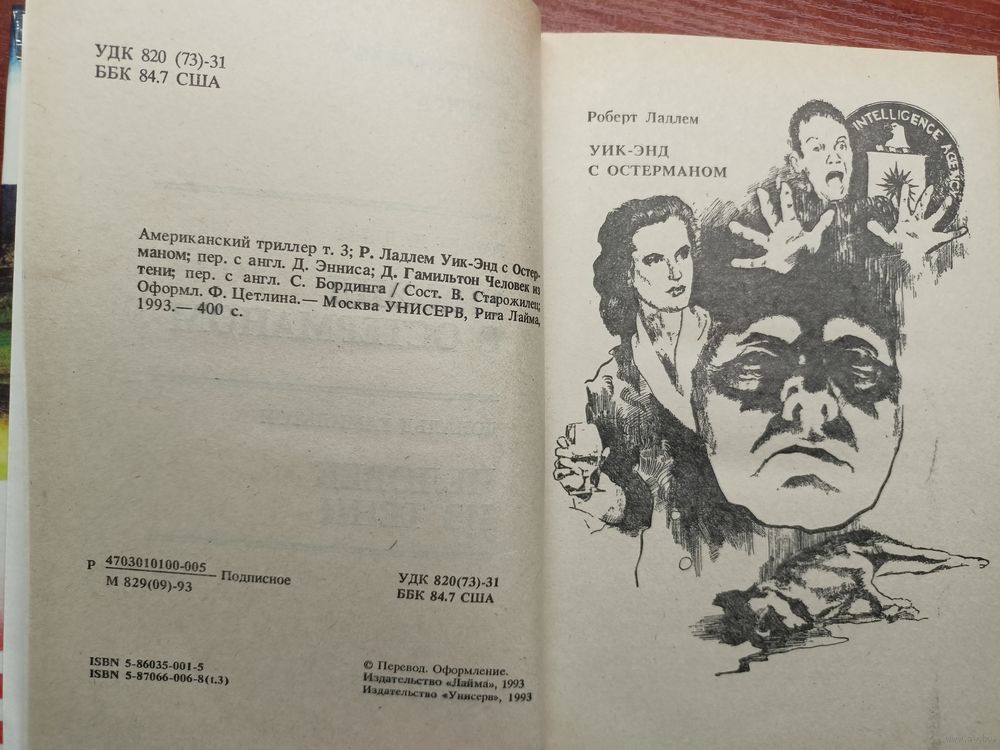 УДК 820 (73)-31
ББК 84.7 США
Американский триллер т. 3; Р. Ладлем Уик-Энд с Остер-
маном; пер. с англ. Д. Энниса; Д. Гамильтон Человек из
тени; пер. с англ. С. Бординга / Сост. В. Старожилец;
Оформл. Ф. Цетлина.— Москва УНИСЕРВ, Рига Лайма,
1993.— 400 с.
Р 4703010100-005
М 829(09)-93
Подписное
УДК 820(73)-31
ББК 84.7 США
ISBN 5-86035-001-5
ISBN 5-87066-006-8(t.3)
© Перевод. Оформление.
Издательство «Лайма», 1993
Издательство «Унисерв», 1993
Роберт Ладлем
УИК-ЭНД
С ОСТЕРМАНОМ
INTELLIGENCE AGENCY